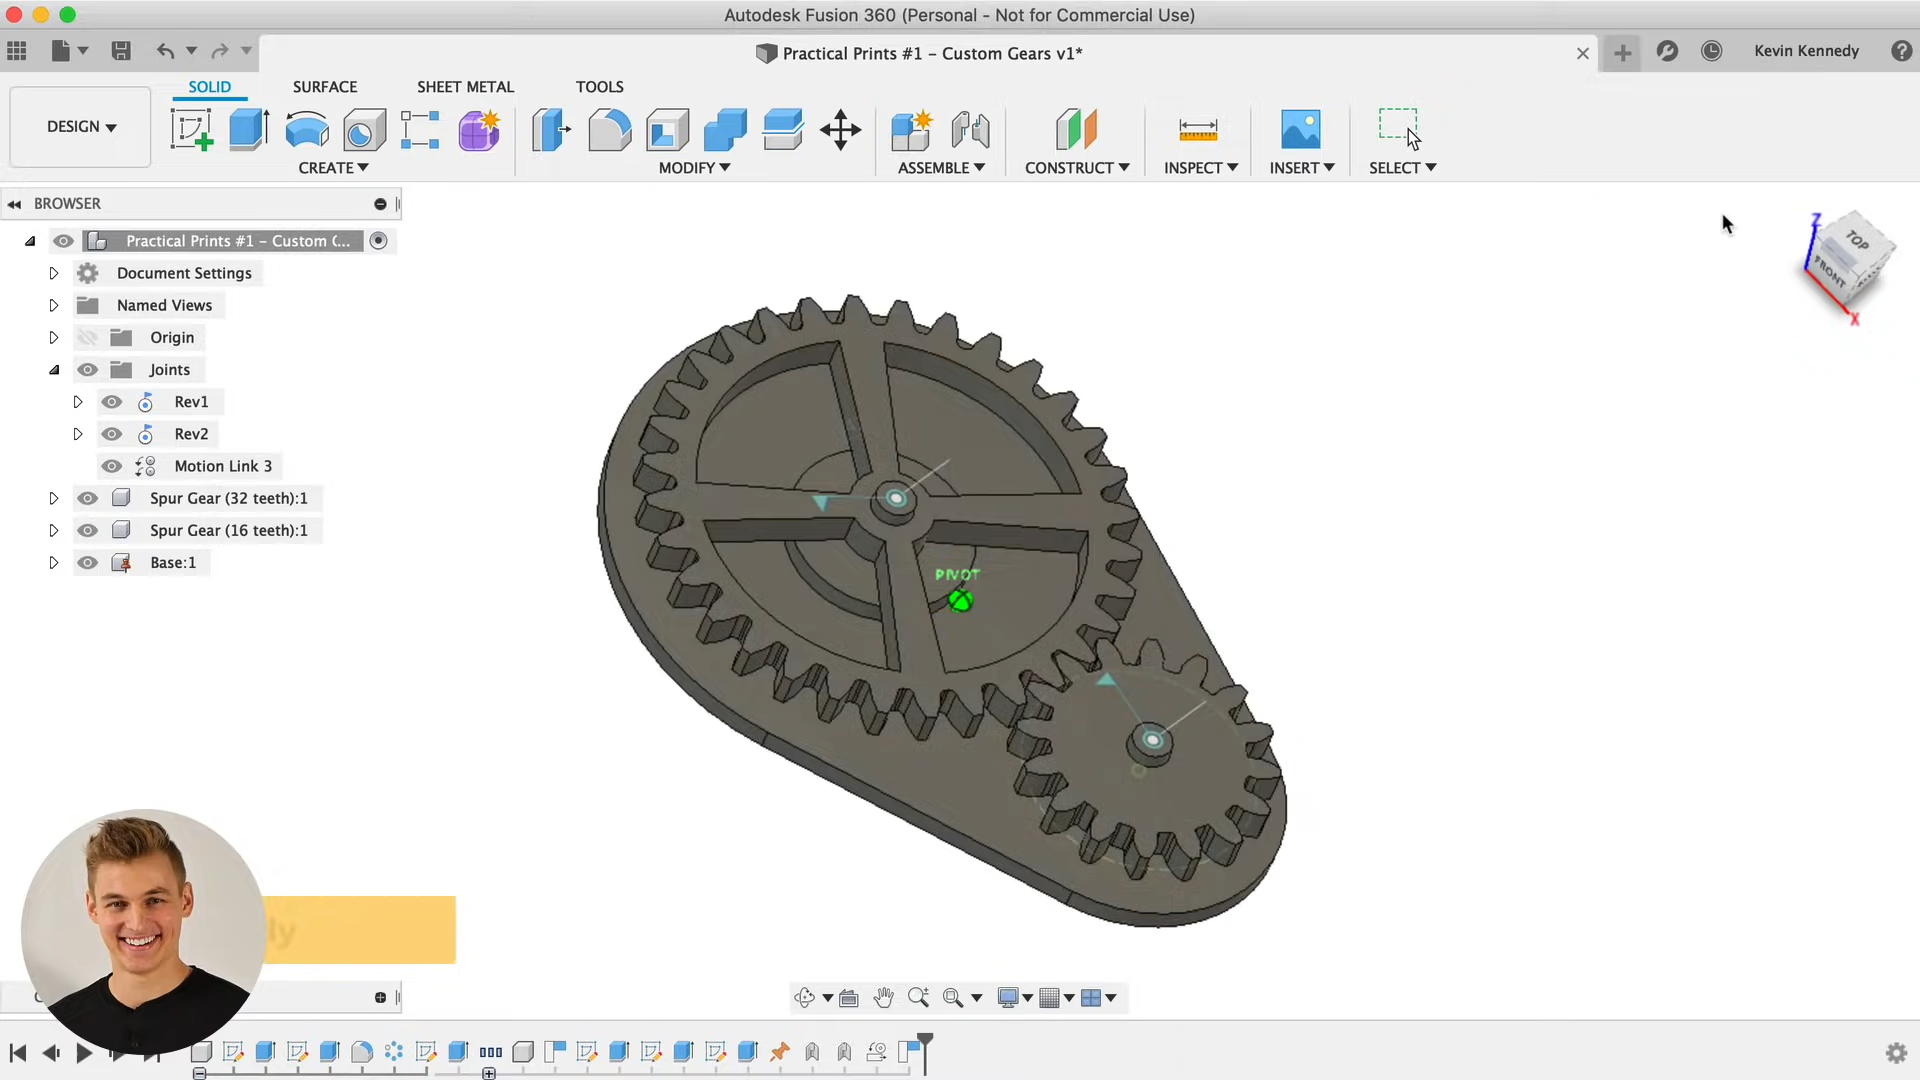 Autodesk Fusion 360 (Personal - Not for Commercial Use)
Practical Prints #1 – Custom Gears v1*
Kevin Kennedy
SOLID SURFACE SHEET METAL TOOLS
DESIGN
CREATE MODIFY ASSEMBLE CONSTRUCT INSPECT INSERT SELECT
BROWSER
Practical Prints #1 – Custom (...
Document Settings
Named Views
Origin
Joints
Rev1
Rev2
Motion Link 3
Spur Gear (32 teeth):1
Spur Gear (16 teeth):1
Base:1
Z
TOP
FRONT
X
PIVOT
ly